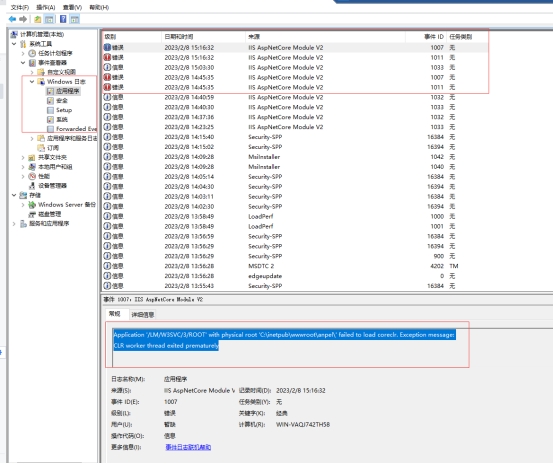 文件(F) 操作(A) 查看(V) 帮助(H)
计算机管理(本地)
系统工具
任务计划程序
事件查看器
自定义视图
Windows 日志
应用程序
安全
Setup
系统
Forwarded Eve
应用程序和服务日志
订阅
共享文件夹
本地用户和组
性能
设备管理器
存储
Windows Server 备份
磁盘管理
服务和应用程序
级别 日期和时间 来源 事件 ID 任务类别
错误 2023/2/8 15:16:32 IIS AspNetCore Module V2 1007 无
错误 2023/2/8 15:16:32 IIS AspNetCore Module V2 1011 无
信息 2023/2/8 15:03:30 IIS AspNetCore Module V2 1033 无
错误 2023/2/8 14:45:35 IIS AspNetCore Module V2 1007 无
错误 2023/2/8 14:45:35 IIS AspNetCore Module V2 1011 无
信息 2023/2/8 14:40:59 IIS AspNetCore Module V2 1032 无
信息 2023/2/8 14:40:30 IIS AspNetCore Module V2 1033 无
信息 2023/2/8 14:37:36 IIS AspNetCore Module V2 1032 无
信息 2023/2/8 14:23:25 IIS AspNetCore Module V2 1033 无
信息 2023/2/8 14:15:40 Security-SPP 16384 无
信息 2023/2/8 14:15:02 Security-SPP 16394 无
信息 2023/2/8 14:09:28 MsiInstaller 1042 无
信息 2023/2/8 14:09:28 MsiInstaller 1040 无
信息 2023/2/8 14:05:14 Security-SPP 16384 无
信息 2023/2/8 14:04:30 Security-SPP 16394 无
信息 2023/2/8 14:03:11 Security-SPP 16384 无
信息 2023/2/8 14:02:30 Security-SPP 16394 无
信息 2023/2/8 13:58:49 LoadPerf 1000 无
信息 2023/2/8 13:58:49 LoadPerf 1001 无
信息 2023/2/8 13:56:59 Security-SPP 16384 无
信息 2023/2/8 13:56:29 Security-SPP 16394 无
信息 2023/2/8 13:56:29 Security-SPP 900 无
信息 2023/2/8 13:56:28 MSDTC 2 4202 TM
信息 2023/2/8 13:56:28 edgeupdate 0 无
信息 2023/2/8 13:55:43 Security-SPP 16384 无
事件 1007，IIS AspNetCore Module V2
常规 详细信息
Application '/LM/W3SVC/3/ROOT' with physical root 'C:\inetpub\wwwroot\anpei\' failed to load coreclr. Exception message:
CLR worker thread exited prematurely
日志名称(M): 应用程序
来源(S): IIS AspNetCore Module V 记录时间(D): 2023/2/8 15:16:32
事件 ID(E): 1007 任务类别(Y): 无
级别(L): 错误 关键字(K): 经典
用户(U): 暂缺 计算机(R): WIN-VAQJ742TH58
操作代码(O): 信息
更多信息(I): 事件日志联机帮助